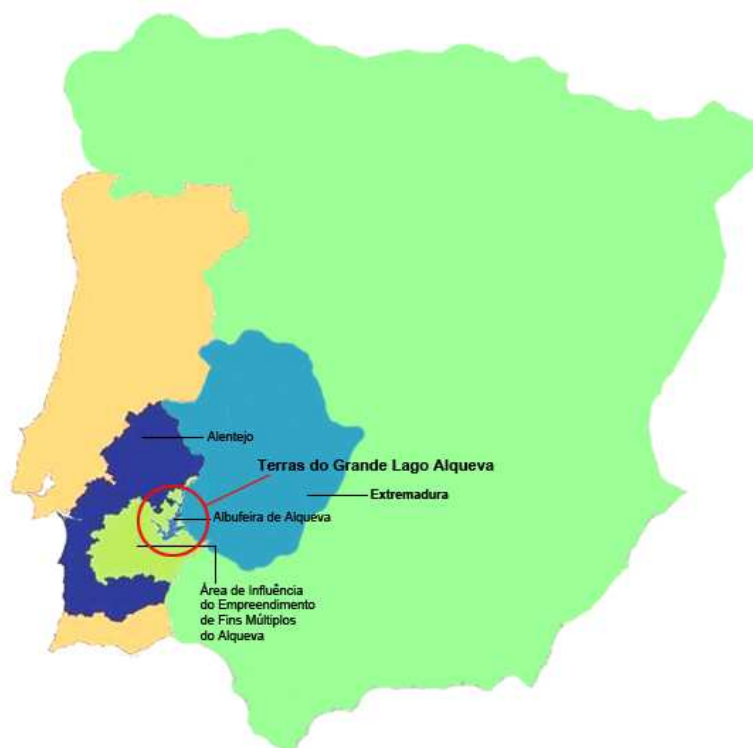 Alentejo
Terras do Grande Lago Alqueva
Extremadura
Albufeira de Alqueva
Área de Influência
do Empreendimento
de Fins Múltiplos
do Alqueva